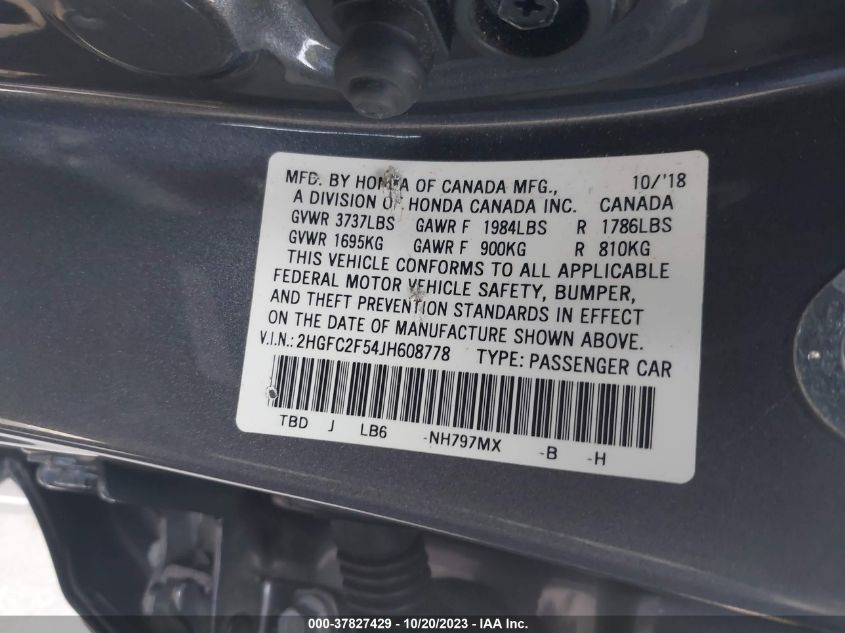 MFD. BY HONDA OF CANADA MFG., 10/'18
A DIVISION OF HONDA CANADA INC. CANADA
GVWR 3737LBS GAWR F 1984LBS R 1786LBS
GVWR 1695KG GAWR F 900KG R 810KG
THIS VEHICLE CONFORMS TO ALL APPLICABLE
FEDERAL MOTOR VEHICLE SAFETY, BUMPER,
AND THEFT PREVENTION STANDARDS IN EFFECT
ON THE DATE OF MANUFACTURE SHOWN ABOVE.
V.I.N.: 2HGFC2F54JH608778 TYPE: PASSENGER CAR
TBD J LB6 -NH797MX -B -H
000-37827429 - 10/20/2023 - IAA Inc.